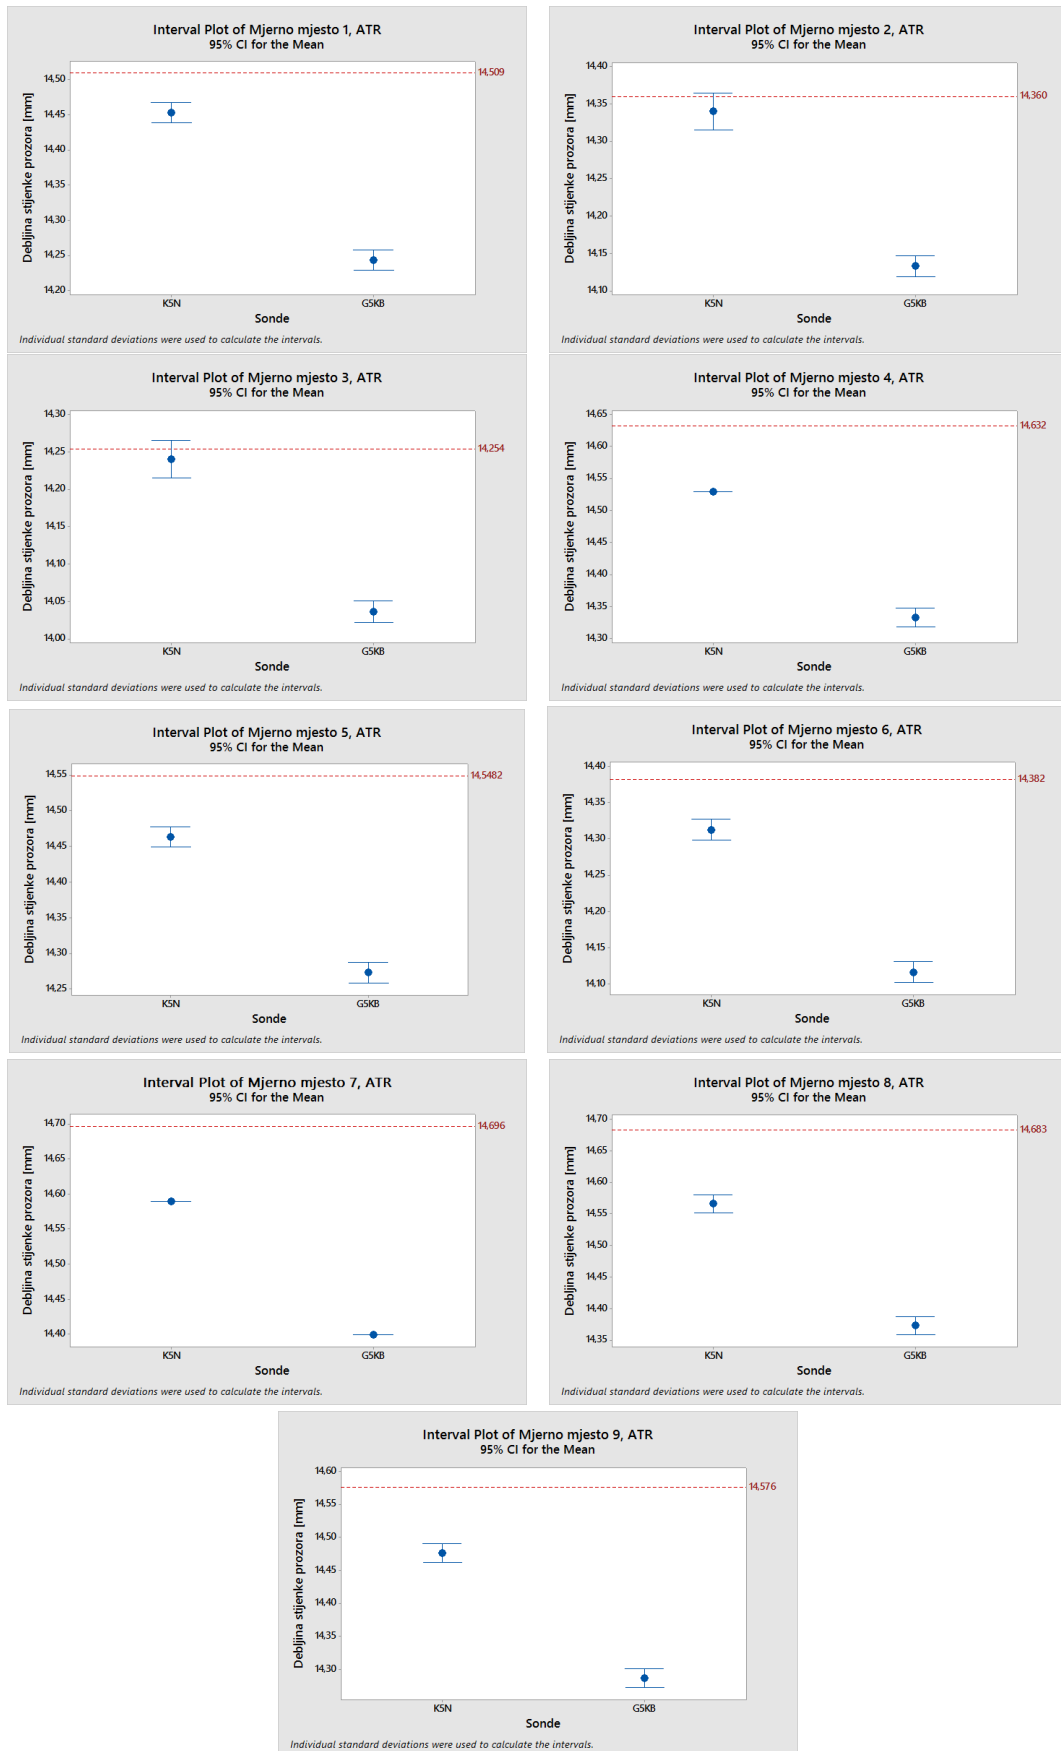 Interval Plot of Mjerno mjesto 1, ATR
95% CI for the Mean
14,50
14,45
14,40
14,35
14,30
14,25
14,20
14,509
Debljina stijenke prozora [mm]
K5N
G5KB
Sonde
Individual standard deviations were used to calculate the intervals.
Interval Plot of Mjerno mjesto 2, ATR
95% CI for the Mean
14,40
14,35
14,30
14,25
14,20
14,15
14,10
14,360
Debljina stijenke prozora [mm]
K5N
G5KB
Sonde
Individual standard deviations were used to calculate the intervals.
Interval Plot of Mjerno mjesto 3, ATR
95% CI for the Mean
14,30
14,25
14,20
14,15
14,10
14,05
14,00
14,254
Debljina stijenke prozora [mm]
K5N
G5KB
Sonde
Individual standard deviations were used to calculate the intervals.
Interval Plot of Mjerno mjesto 4, ATR
95% CI for the Mean
14,65
14,60
14,55
14,50
14,45
14,40
14,35
14,30
14,632
Debljina stijenke prozora [mm]
K5N
G5KB
Sonde
Individual standard deviations were used to calculate the intervals.
Interval Plot of Mjerno mjesto 5, ATR
95% CI for the Mean
14,55
14,50
14,45
14,40
14,35
14,30
14,25
14,5482
Debljina stijenke prozora [mm]
K5N
G5KB
Sonde
Individual standard deviations were used to calculate the intervals.
Interval Plot of Mjerno mjesto 6, ATR
95% CI for the Mean
14,40
14,35
14,30
14,25
14,20
14,15
14,10
14,382
Debljina stijenke prozora [mm]
K5N
G5KB
Sonde
Individual standard deviations were used to calculate the intervals.
Interval Plot of Mjerno mjesto 7, ATR
95% CI for the Mean
14,70
14,65
14,60
14,55
14,50
14,45
14,40
14,696
Debljina stijenke prozora [mm]
K5N
G5KB
Sonde
Individual standard deviations were used to calculate the intervals.
Interval Plot of Mjerno mjesto 8, ATR
95% CI for the Mean
14,70
14,65
14,60
14,55
14,50
14,45
14,40
14,35
14,683
Debljina stijenke prozora [mm]
K5N
G5KB
Sonde
Individual standard deviations were used to calculate the intervals.
Interval Plot of Mjerno mjesto 9, ATR
95% CI for the Mean
14,60
14,55
14,50
14,45
14,40
14,35
14,30
14,576
Debljina stijenke prozora [mm]
K5N
G5KB
Sonde
Individual standard deviations were used to calculate the intervals.